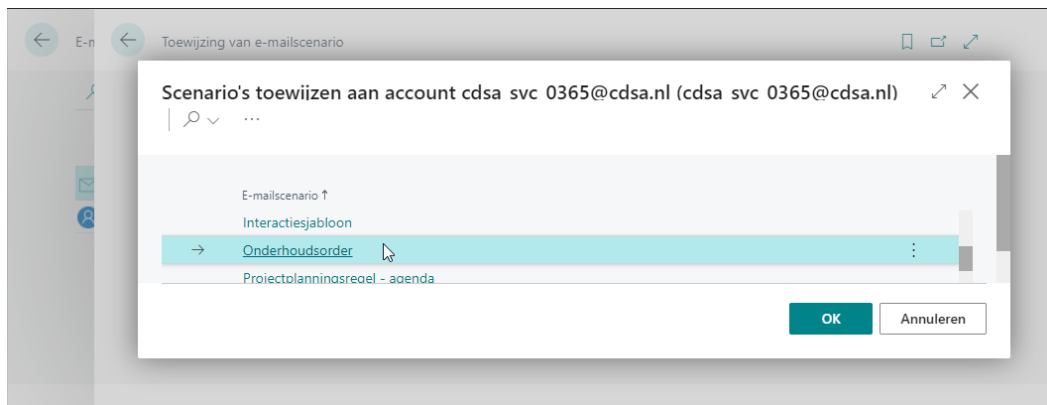 E-n
Toewijzing van e-mailscenario
Scenario's toewijzen aan account cdsa svc 0365@cdsa.nl (cdsa svc 0365@cdsa.nl)
E-mailscenario ↑
Interactiesjabloon
Onderhoudsorder
Projectplanningsregel - agenda
OK Annuleren